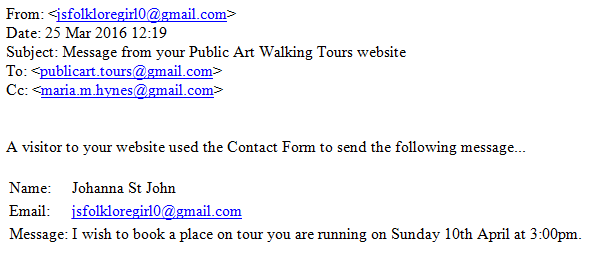 From: <jsfolkloregirl0@gmail.com>
Date: 25 Mar 2016 12:19
Subject: Message from your Public Art Walking Tours website
To: <publicart.tours@gmail.com>
Cc: <maria.m.hynes@gmail.com>
A visitor to your website used the Contact Form to send the following message...
Name: Johanna St John
Email: jsfolkloregirl0@gmail.com
Message: I wish to book a place on tour you are running on Sunday 10th April at 3:00pm.